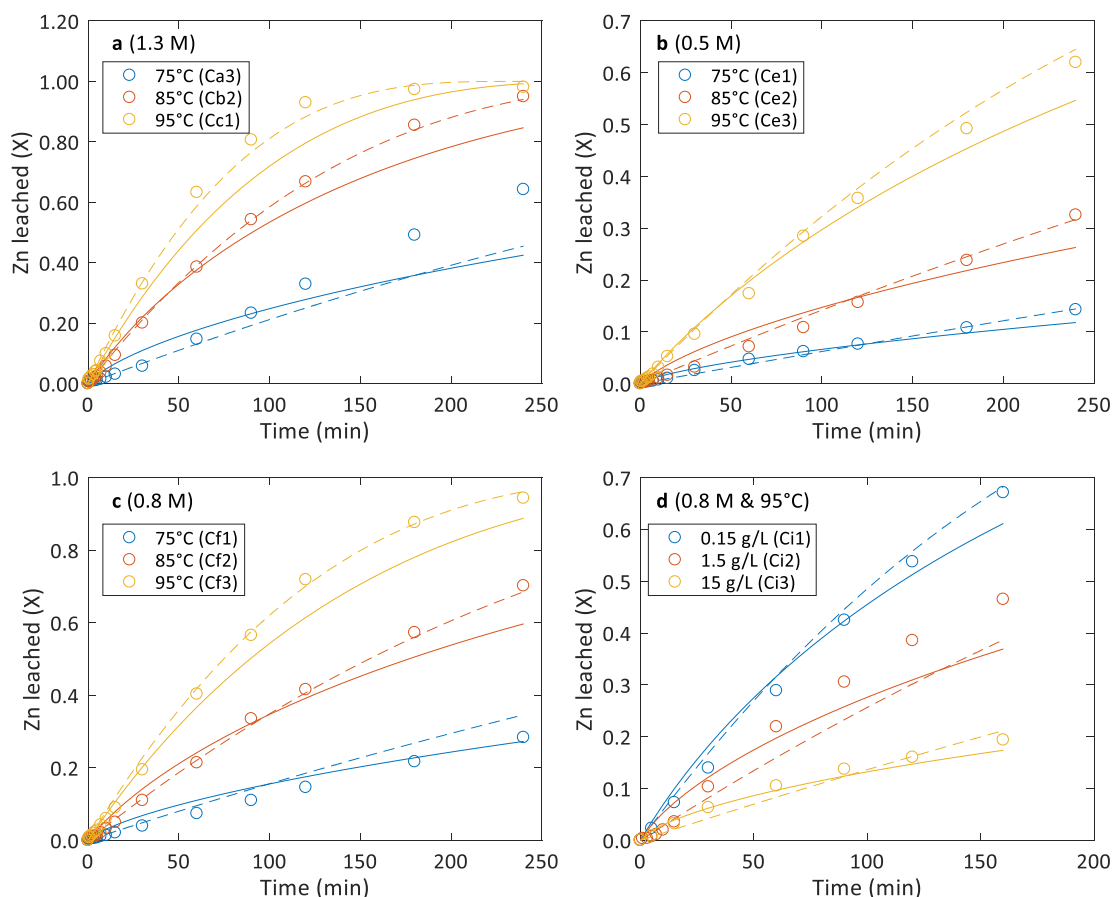 a (1.3 M)
75°C (Ca3)
85°C (Cb2)
95°C (Cc1)
1.20
1.00
0.80
0.60
0.40
0.20
0.00
0
50
100
150
200
250
Zn leached (X)
Time (min)
b (0.5 M)
75°C (Ce1)
85°C (Ce2)
95°C (Ce3)
0.7
0.6
0.5
0.4
0.3
0.2
0.1
0.0
0
50
100
150
200
250
Zn leached (X)
Time (min)
c (0.8 M)
75°C (Cf1)
85°C (Cf2)
95°C (Cf3)
1.0
0.8
0.6
0.4
0.2
0.0
0
50
100
150
200
250
Zn leached (X)
Time (min)
d (0.8 M & 95°C)
0.15 g/L (Ci1)
1.5 g/L (Ci2)
15 g/L (Ci3)
0.7
0.6
0.5
0.4
0.3
0.2
0.1
0.0
0
50
100
150
200
Zn leached (X)
Time (min)